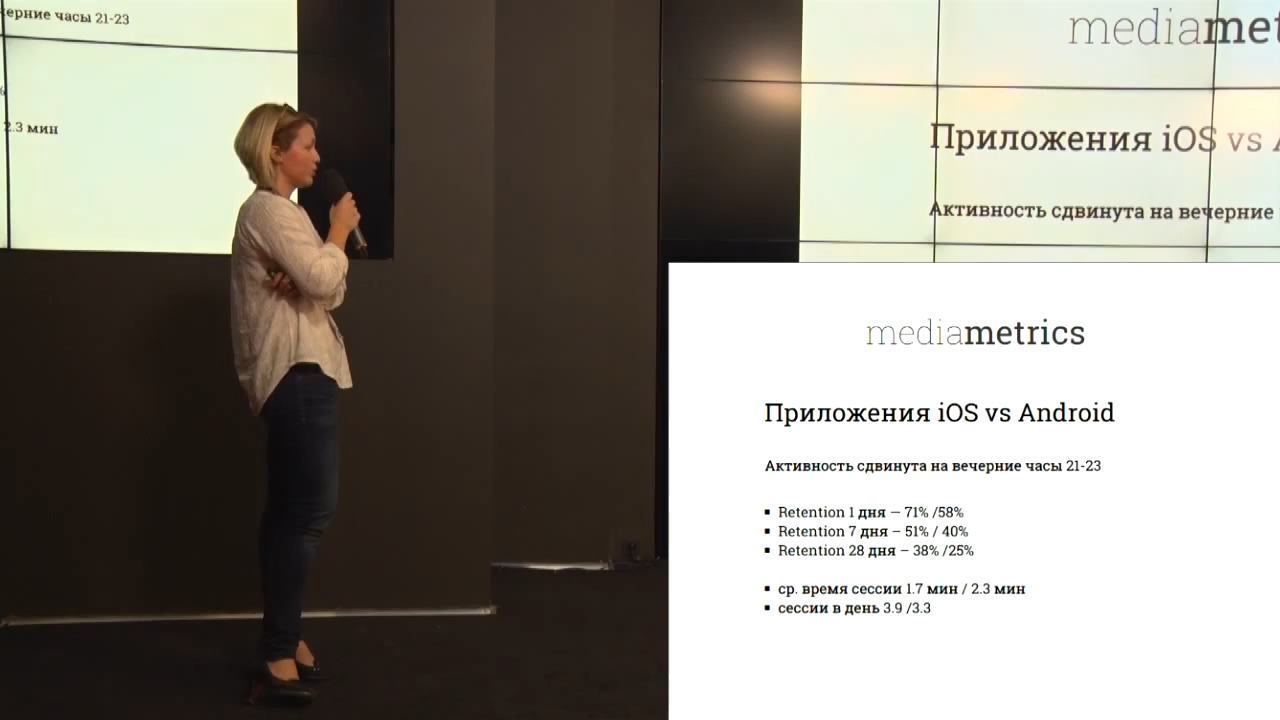 ерние часы 21-23
2.3 мин
mediamet
Приложения iOS vs
Активность сдвинута на вечерние
mediametrics
Приложения iOS vs Android
Активность сдвинута на вечерние часы 21-23
▪ Retention 1 дня – 71% /58%
▪ Retention 7 дня – 51% / 40%
▪ Retention 28 дня – 38% /25%
▪ ср. время сессии 1.7 мин / 2.3 мин
▪ сессии в день 3.9 /3.3